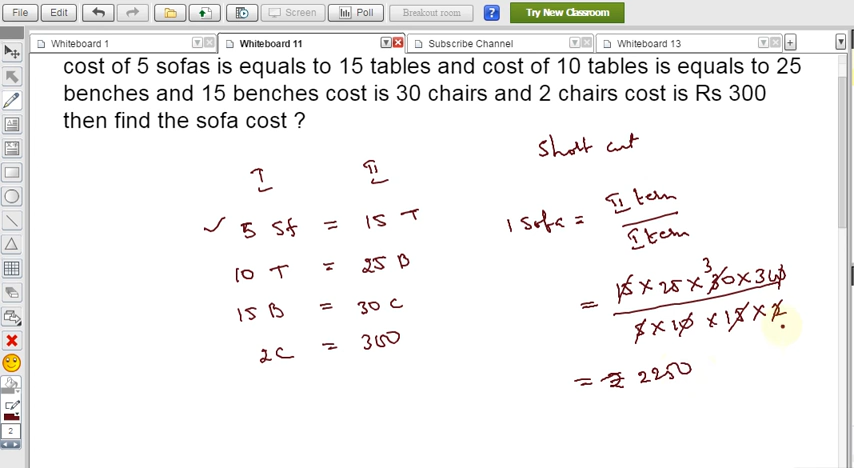 File Edit Screen Poll Breakout room ? Try New Classroom
Whiteboard 1 Whiteboard 11 Subscribe Channel Whiteboard 13
cost of 5 sofas is equals to 15 tables and cost of 10 tables is equals to 25
benches and 15 benches cost is 30 chairs and 2 chairs cost is Rs 300
then find the sofa cost ?
Short cut
I II
5 Sf = 15 T
10 T = 25 B
15 B = 30 C
2C = 300
1 Sofa = II term
I term
= 15 × 25 × 30 × 300
3
5 × 10 × 15 × 2
= ₹ 2250
2